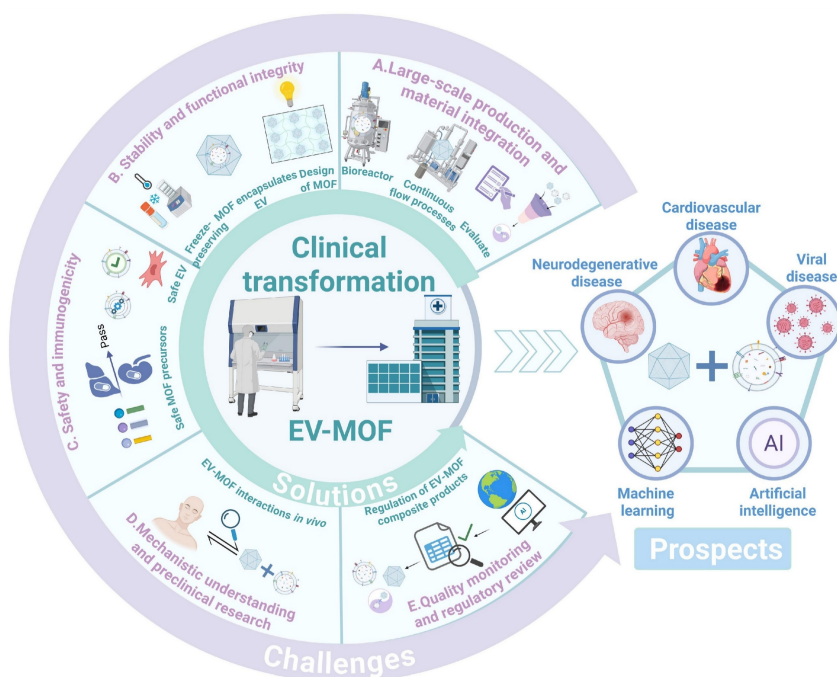 A.Large-scale production and
material integration
Bioreactor
Continuous
flow processes
Evaluate
B. Stability and functional integrity
Freeze-
preserving
MOF encapsulates
EV
Design
of MOF
C. Safety and immunogenicity
Safe EV
Pass
Safe MOF precursors
EV-MOF interactions in vivo
D.Mechanistic understanding
and preclinical research
Regulation of EV-MOF
composite products
AI
E.Quality monitoring
and regulatory review
Clinical
transformation
EV-MOF
Solutions
Challenges
Cardiovascular
disease
Neurodegenerative
disease
Viral
disease
AI
Machine
learning
Artificial
intelligence
Prospects